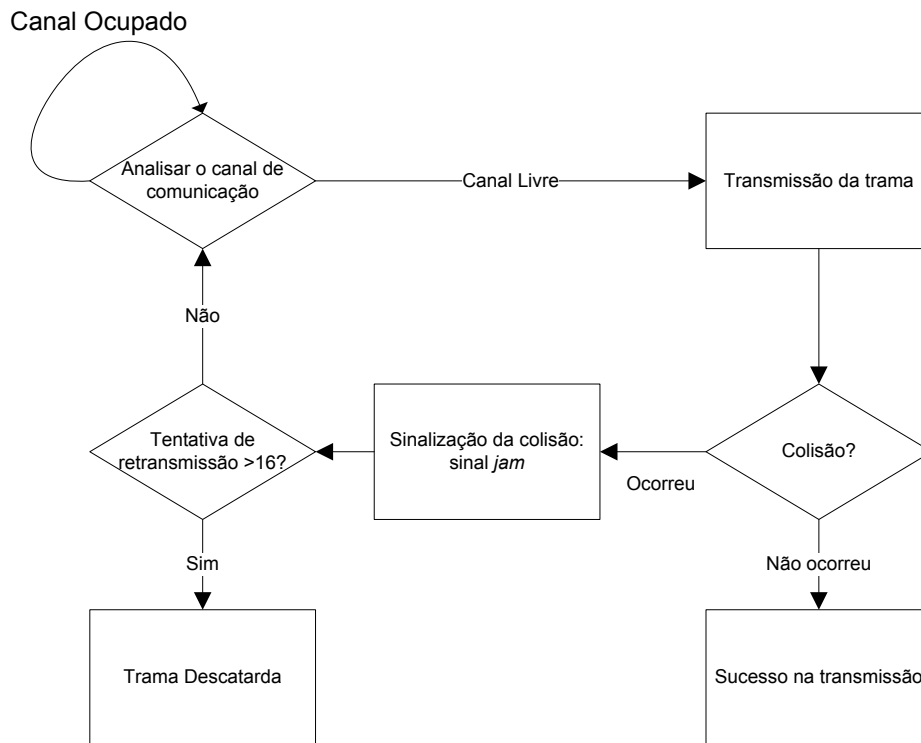 Canal Ocupado
Analisar o canal de
comunicação
Canal Livre
Transmissão da trama
Não
Tentativa de
retransmissão >16?
Sinalização da colisão:
sinal jam
Ocorreu
Colisão?
Sim
Não ocorreu
Trama Descatarda
Sucesso na transmissão